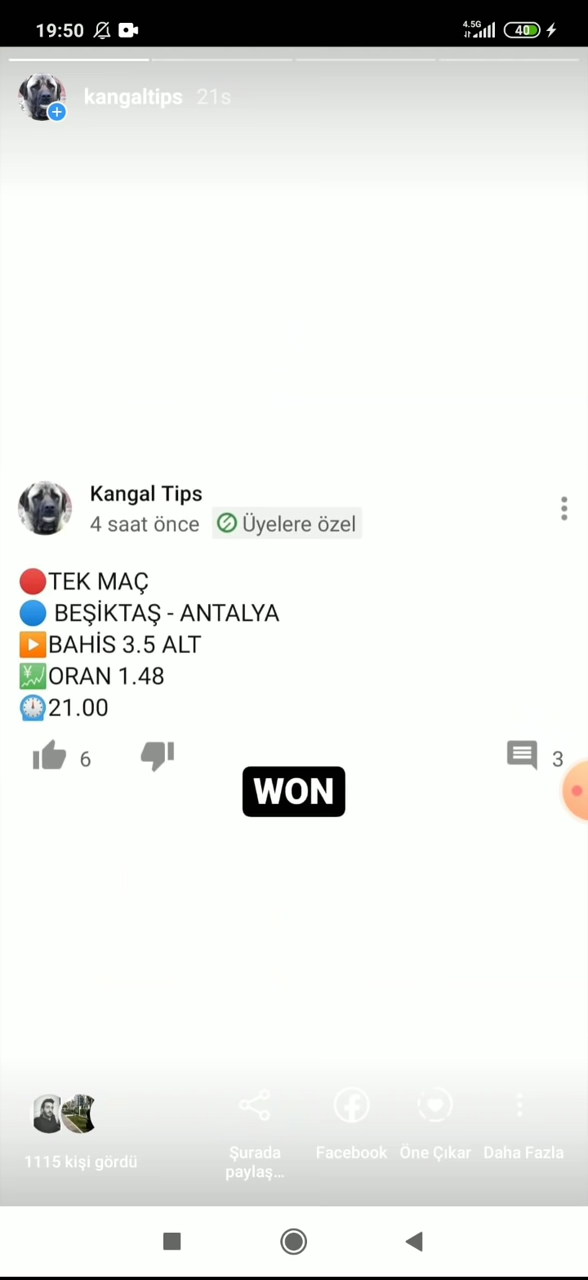 19:50
4.5G
40
kangaltips 21s
Kangal Tips
4 saat önce Üyelere özel
🔴TEK MAÇ
🔵 BEŞİKTAŞ - ANTALYA
▶️BAHİS 3.5 ALT
💹ORAN 1.48
⏱️21.00
6
3
WON
1115 kişi gördü
Şurada paylaş...
Facebook
Öne Çıkar
Daha Fazla